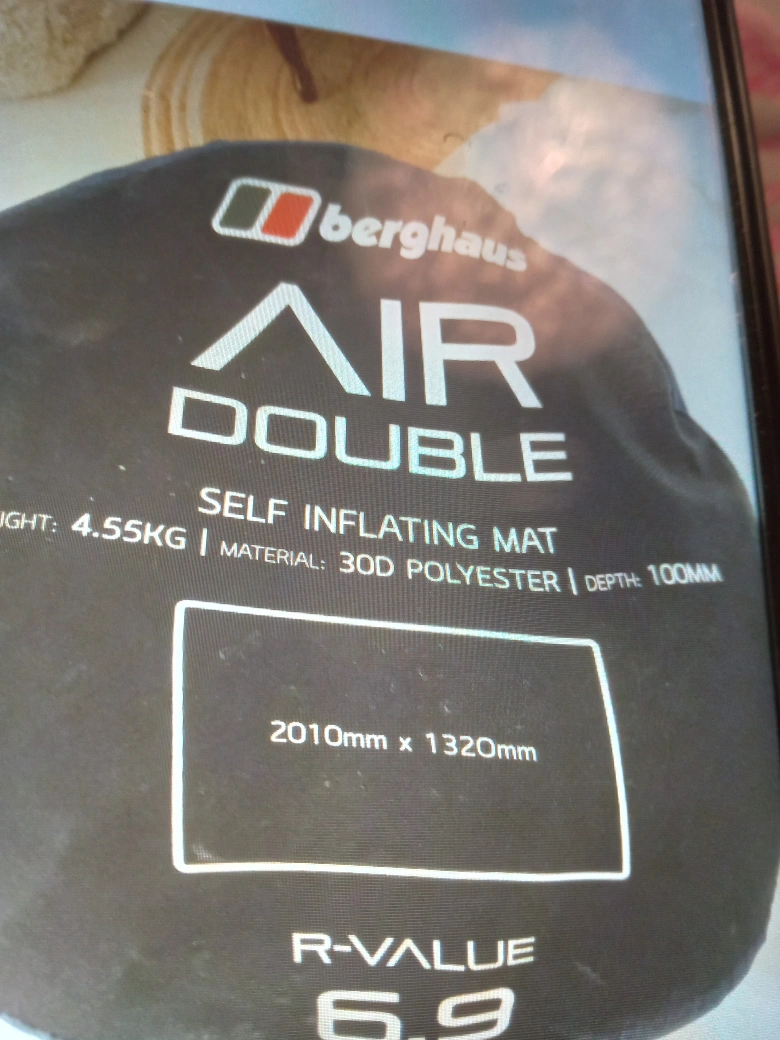 berghaus
AIR
DOUBLE
SELF INFLATING MAT
IGHT: 4.55KG | MATERIAL: 30D POLYESTER | DEPTH: 100MM
2010mm x 1320mm
R-VALUE
6.9